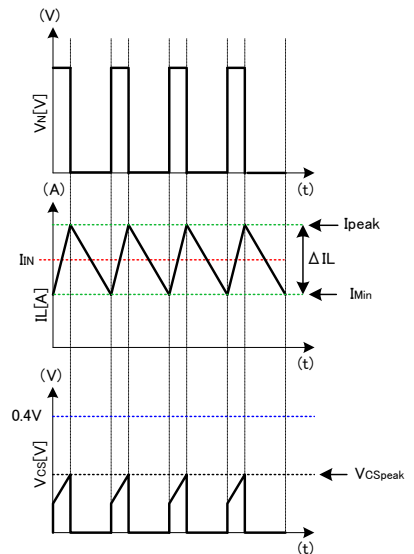 (V)
VN[V]
(t)
(A)
Ipeak
IIN
ΔIL
IMin
IL[A]
(t)
(V)
0.4V
VCS[V]
VCSpeak
(t)